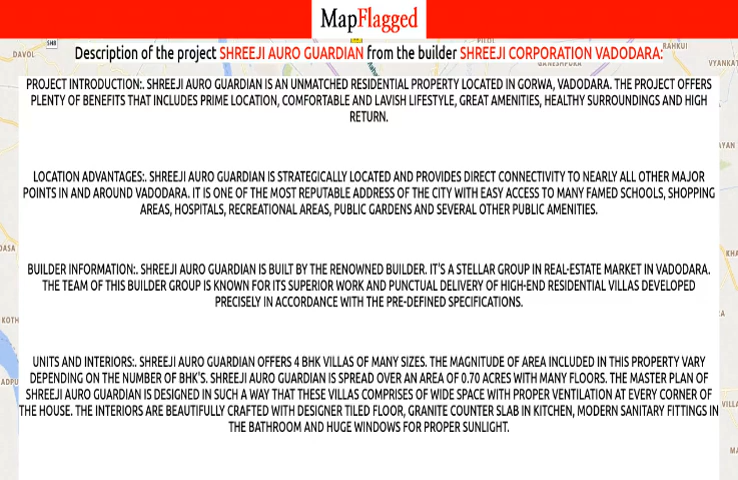 MapFlagged
Description of the project SHREEJI AURO GUARDIAN from the builder SHREEJI CORPORATION VADODARA:
PROJECT INTRODUCTION:. SHREEJI AURO GUARDIAN IS AN UNMATCHED RESIDENTIAL PROPERTY LOCATED IN GORWA, VADODARA. THE PROJECT OFFERS
PLENTY OF BENEFITS THAT INCLUDES PRIME LOCATION, COMFORTABLE AND LAVISH LIFESTYLE, GREAT AMENITIES, HEALTHY SURROUNDINGS AND HIGH
RETURN.
LOCATION ADVANTAGES:. SHREEJI AURO GUARDIAN IS STRATEGICALLY LOCATED AND PROVIDES DIRECT CONNECTIVITY TO NEARLY ALL OTHER MAJOR
POINTS IN AND AROUND VADODARA. IT IS ONE OF THE MOST REPUTABLE ADDRESS OF THE CITY WITH EASY ACCESS TO MANY FAMED SCHOOLS, SHOPPING
AREAS, HOSPITALS, RECREATIONAL AREAS, PUBLIC GARDENS AND SEVERAL OTHER PUBLIC AMENITIES.
BUILDER INFORMATION:. SHREEJI AURO GUARDIAN IS BUILT BY THE RENOWNED BUILDER. IT'S A STELLAR GROUP IN REAL-ESTATE MARKET IN VADODARA.
THE TEAM OF THIS BUILDER GROUP IS KNOWN FOR ITS SUPERIOR WORK AND PUNCTUAL DELIVERY OF HIGH-END RESIDENTIAL VILLAS DEVELOPED
PRECISELY IN ACCORDANCE WITH THE PRE-DEFINED SPECIFICATIONS.
UNITS AND INTERIORS:. SHREEJI AURO GUARDIAN OFFERS 4 BHK VILLAS OF MANY SIZES. THE MAGNITUDE OF AREA INCLUDED IN THIS PROPERTY VARY
DEPENDING ON THE NUMBER OF BHK'S. SHREEJI AURO GUARDIAN IS SPREAD OVER AN AREA OF 0.70 ACRES WITH MANY FLOORS. THE MASTER PLAN OF
SHREEJI AURO GUARDIAN IS DESIGNED IN SUCH A WAY THAT THESE VILLAS COMPRISES OF WIDE SPACE WITH PROPER VENTILATION AT EVERY CORNER OF
THE HOUSE. THE INTERIORS ARE BEAUTIFULLY CRAFTED WITH DESIGNER TILED FLOOR, GRANITE COUNTER SLAB IN KITCHEN, MODERN SANITARY FITTINGS IN
THE BATHROOM AND HUGE WINDOWS FOR PROPER SUNLIGHT.
DAVOL
RAKHUI